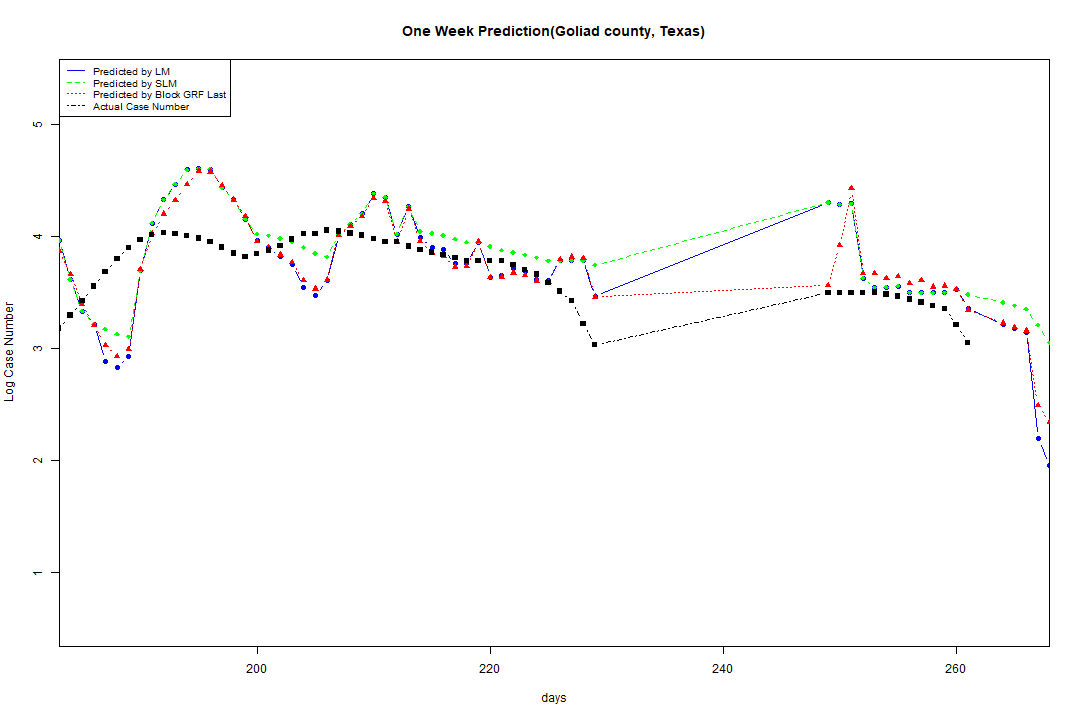 One Week Prediction(Goliad county, Texas)
Predicted by LM
Predicted by SLM
Predicted by Block GRF Last
Actual Case Number
5
4
3
2
1
Log Case Number
200
220
240
260
days